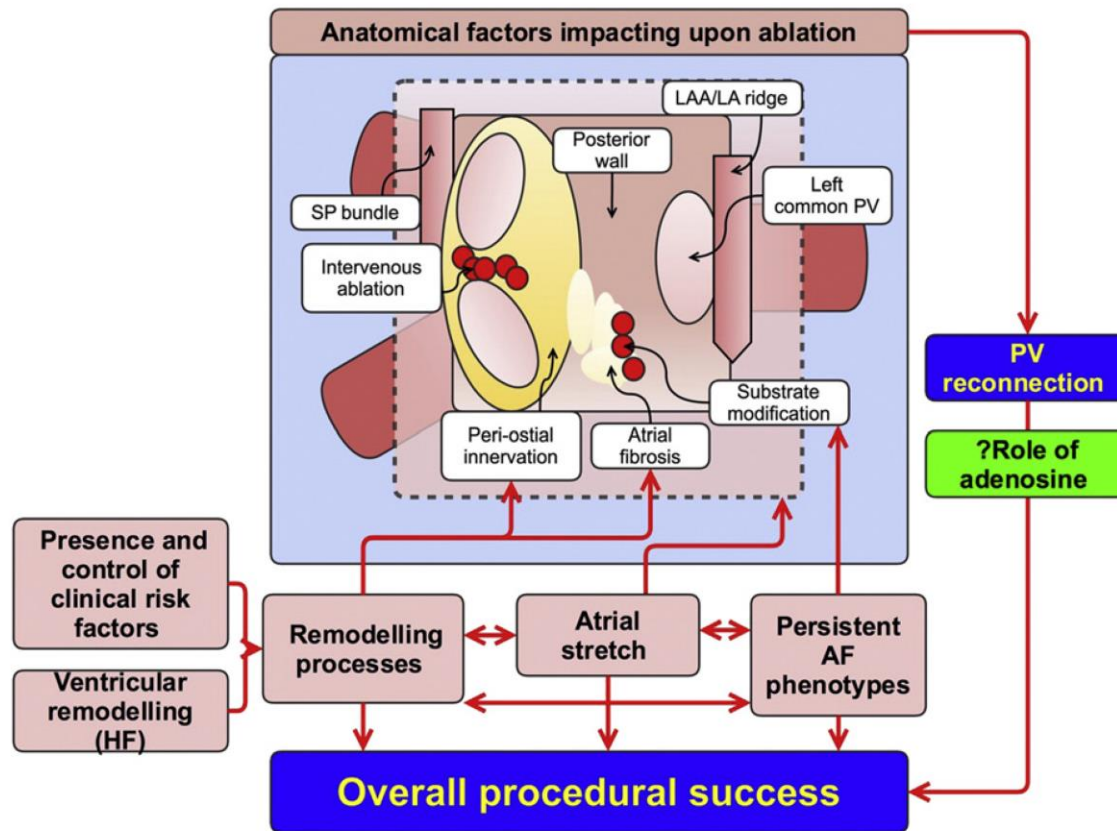 Anatomical factors impacting upon ablation
LAA/LA ridge
Posterior
wall
SP bundle
Left
common PV
Intervenous
ablation
Substrate
modification
Peri-ostial
innervation
Atrial
fibrosis
PV
reconnection
?Role of
adenosine
Presence and
control of
clinical risk
factors
Ventricular
remodelling
(HF)
Remodelling
processes
Atrial
stretch
Persistent
AF
phenotypes
Overall procedural success